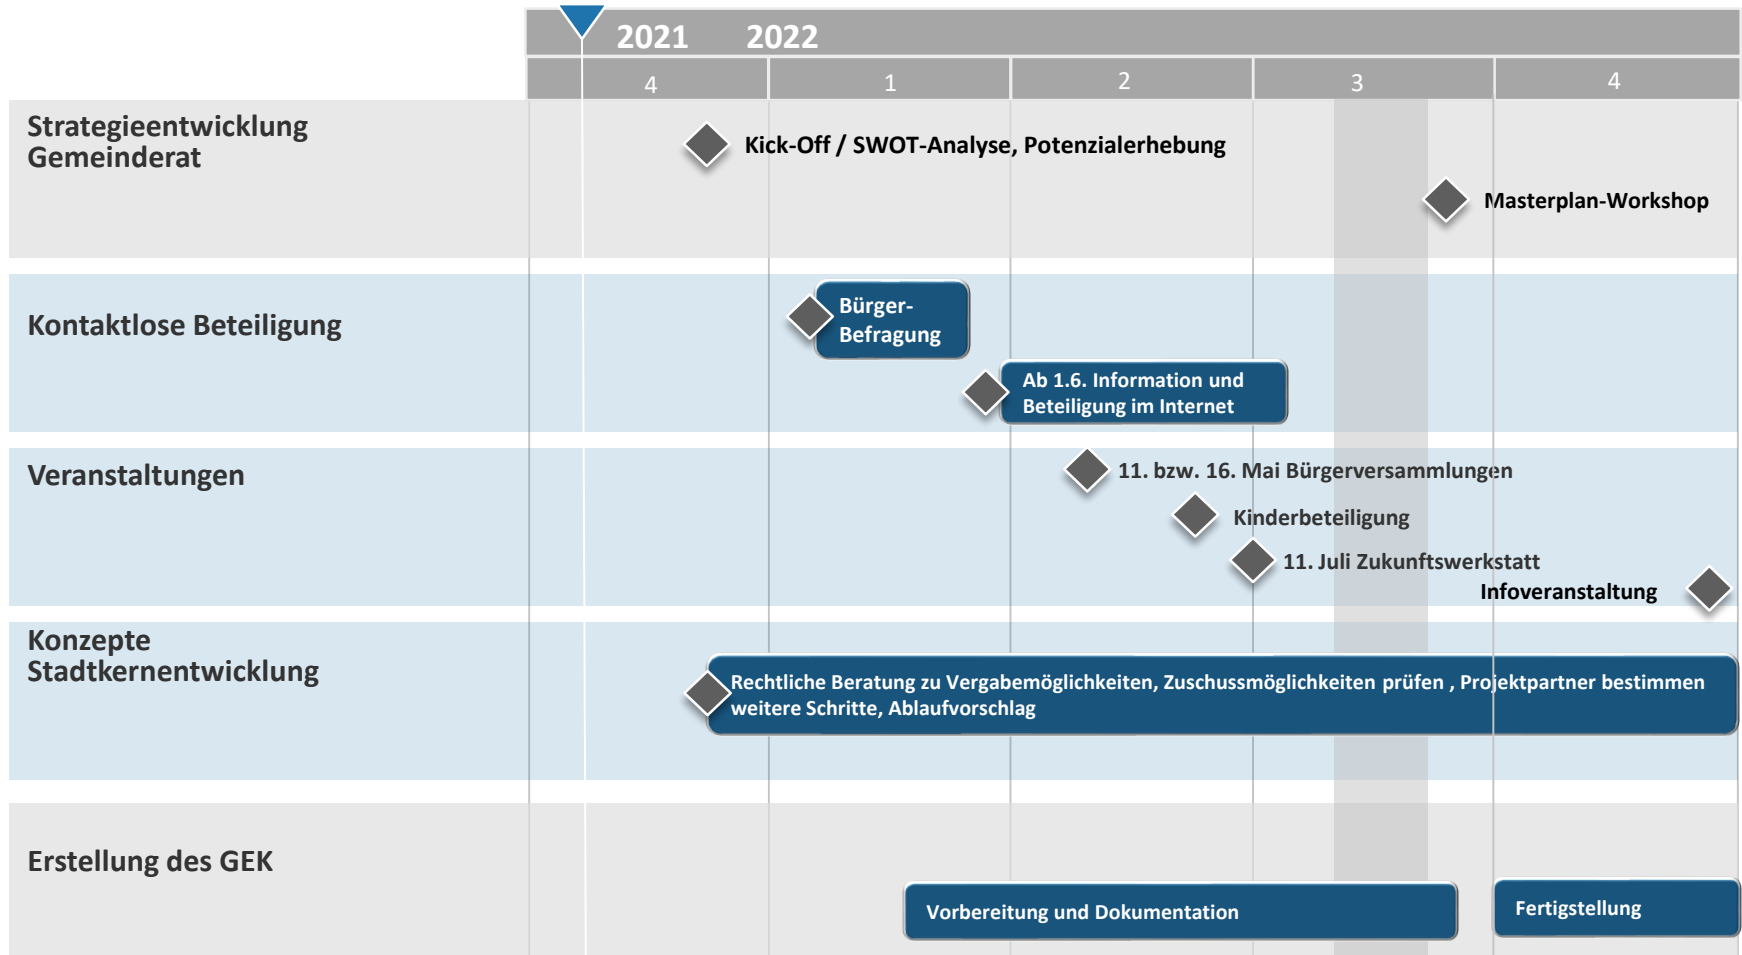 2021 2022
4 1 2 3 4
Strategieentwicklung
Gemeinderat
Kick-Off / SWOT-Analyse, Potenzialerhebung
Masterplan-Workshop
Kontaktlose Beteiligung
Bürger-
Befragung
Ab 1.6. Information und
Beteiligung im Internet
Veranstaltungen
11. bzw. 16. Mai Bürgerversammlungen
Kinderbeteiligung
11. Juli Zukunftswerkstatt
Infoveranstaltung
Konzepte
Stadtkernentwicklung
Rechtliche Beratung zu Vergabemöglichkeiten, Zuschussmöglichkeiten prüfen , Projektpartner bestimmen
weitere Schritte, Ablaufvorschlag
Erstellung des GEK
Vorbereitung und Dokumentation
Fertigstellung